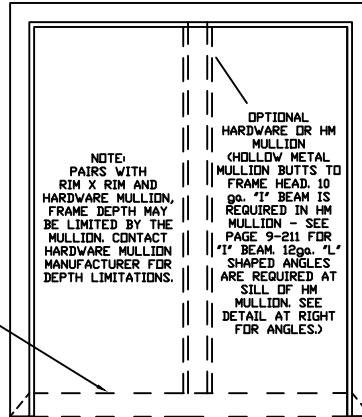 NOTE:
PAIRS WITH
RIM X RIM AND
HARDWARE MULLION,
FRAME DEPTH MAY
BE LIMITED BY THE
MULLION. CONTACT
HARDWARE MULLION
MANUFACTURER FOR
DEPTH LIMITATIONS.
OPTIONAL
HARDWARE OR HM
MULLION
(HOLLOW METAL
MULLION BUTTS TO
FRAME HEAD. 10
ga. "I" BEAM IS
REQUIRED IN HM
MULLION - SEE
PAGE 9-211 FOR
"I" BEAM. 12ga. "L"
SHAPED ANGLES
ARE REQUIRED AT
SILL OF HM
MULLION. SEE
DETAIL AT RIGHT
FOR ANGLES.)